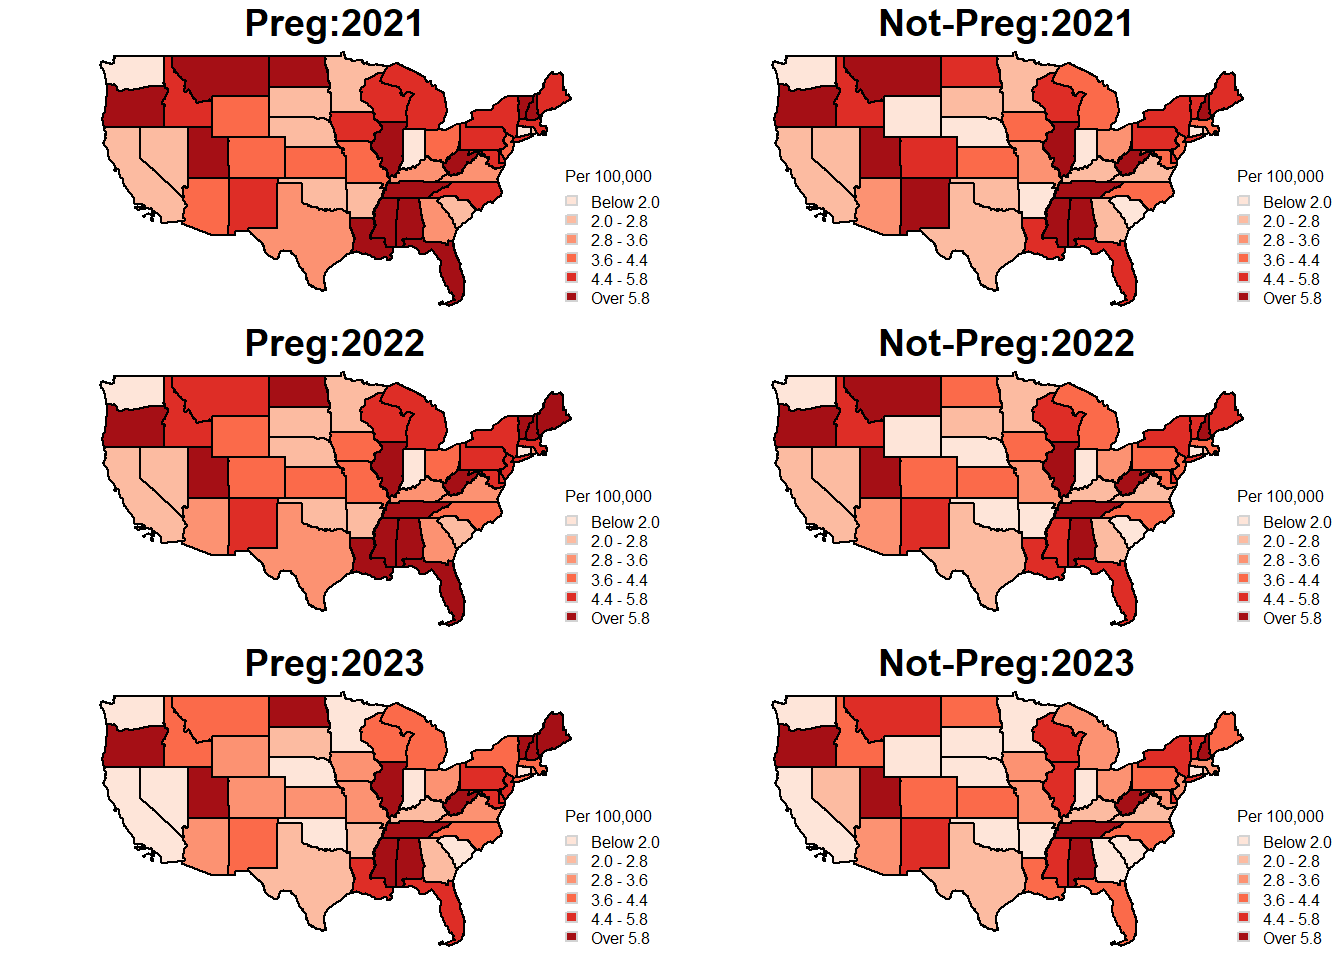 Preg:2021
Per 100,000
Below 2.0
2.0 - 2.8
2.8 - 3.6
3.6 - 4.4
4.4 - 5.8
Over 5.8
Not-Preg:2021
Per 100,000
Below 2.0
2.0 - 2.8
2.8 - 3.6
3.6 - 4.4
4.4 - 5.8
Over 5.8
Preg:2022
Per 100,000
Below 2.0
2.0 - 2.8
2.8 - 3.6
3.6 - 4.4
4.4 - 5.8
Over 5.8
Not-Preg:2022
Per 100,000
Below 2.0
2.0 - 2.8
2.8 - 3.6
3.6 - 4.4
4.4 - 5.8
Over 5.8
Preg:2023
Per 100,000
Below 2.0
2.0 - 2.8
2.8 - 3.6
3.6 - 4.4
4.4 - 5.8
Over 5.8
Not-Preg:2023
Per 100,000
Below 2.0
2.0 - 2.8
2.8 - 3.6
3.6 - 4.4
4.4 - 5.8
Over 5.8